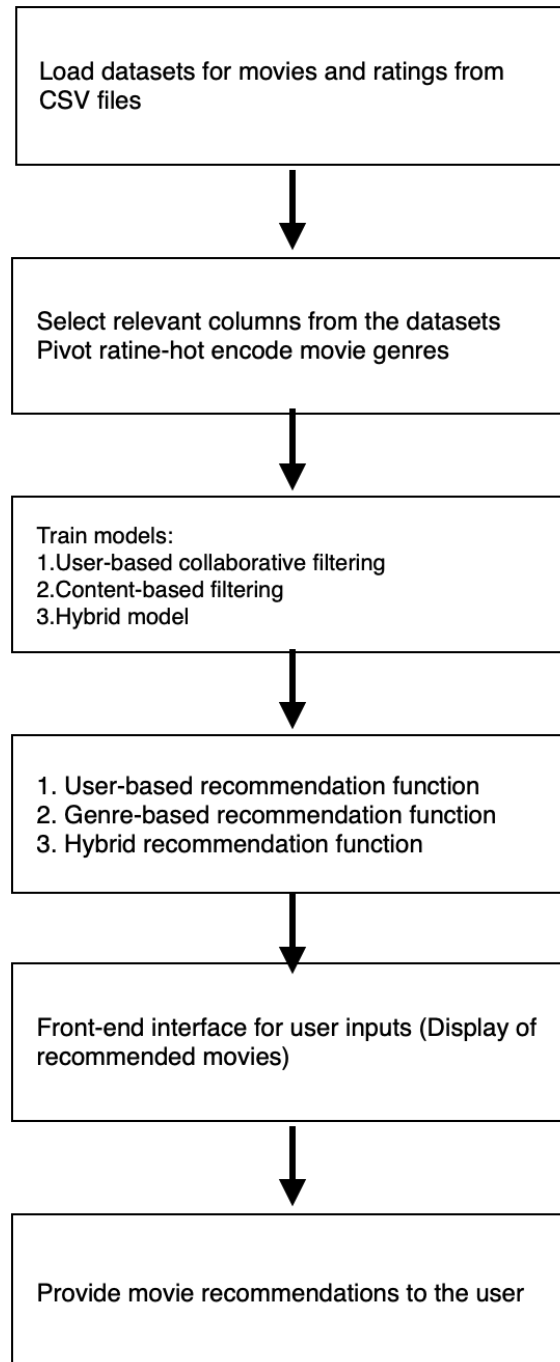 Load datasets for movies and ratings from
CSV files
Select relevant columns from the datasets
Pivot ratine-hot encode movie genres
Train models:
1.User-based collaborative filtering
2.Content-based filtering
3.Hybrid model
1. User-based recommendation function
2. Genre-based recommendation function
3. Hybrid recommendation function
Front-end interface for user inputs (Display of
recommended movies)
Provide movie recommendations to the user